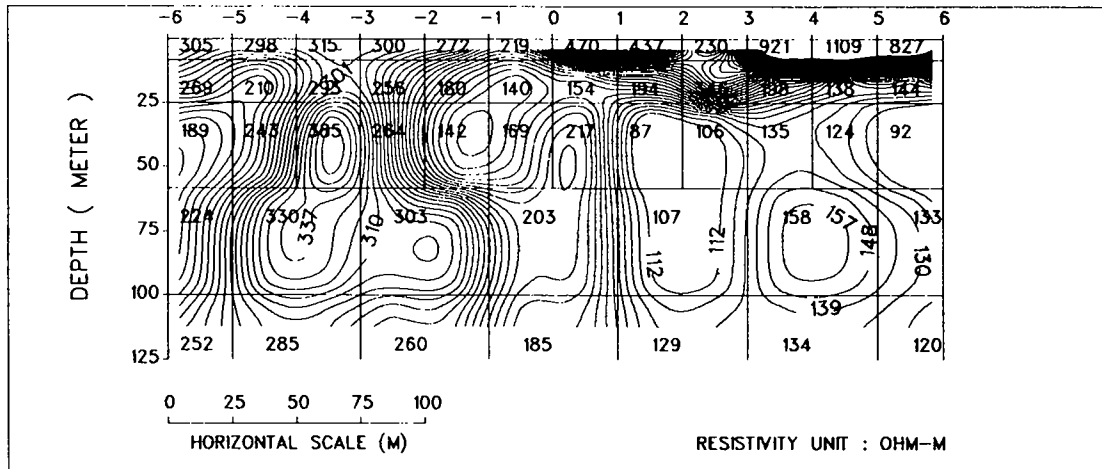 -6 -5 -4 -3 -2 -1 0 1 2 3 4 5 6
305 298 315 300 272 219 470 437 230 921 1109 827
301
269 210 293 256 180 140 154 194 138 144
25
189 243 385 264 142 169 217 87 106 135 124 92
50
224 330 337 310 303 203 107 112 158 157 148 133
75
112 130
100
139
252 285 260 185 129 134 120
125
DEPTH ( METER )
0 25 50 75 100
HORIZONTAL SCALE (M)
RESISTIVITY UNIT : OHM-M